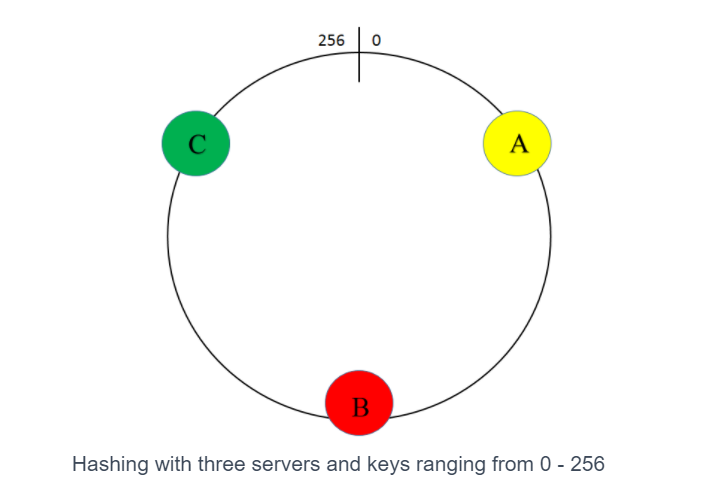 256 0
C
A
B
Hashing with three servers and keys ranging from 0 - 256